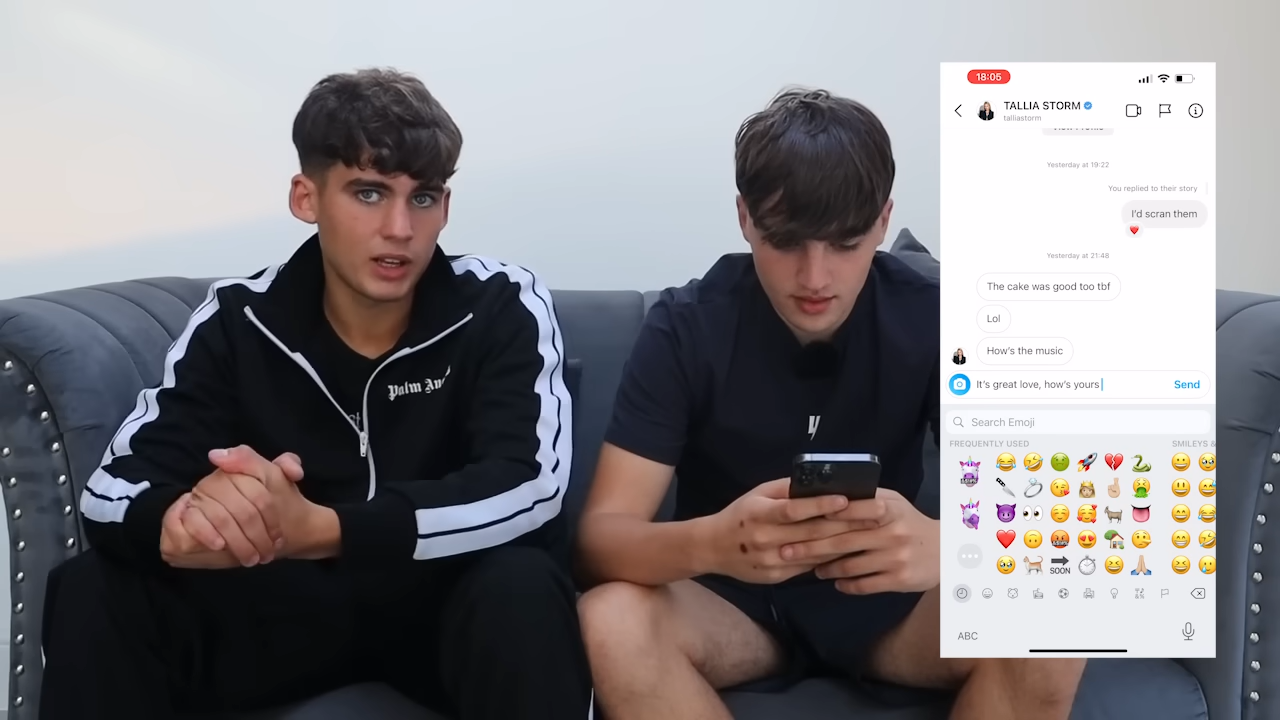 Palm An
18:05
TALLIA STORM
talliastorm
Yesterday at 19:22
You replied to their story
I'd scran them
Yesterday at 21:48
The cake was good too tbf
Lol
How's the music
It's great love, how's yours
Send
Search Emoji
FREQUENTLY USED
SMILEYS &
SOON
ABC